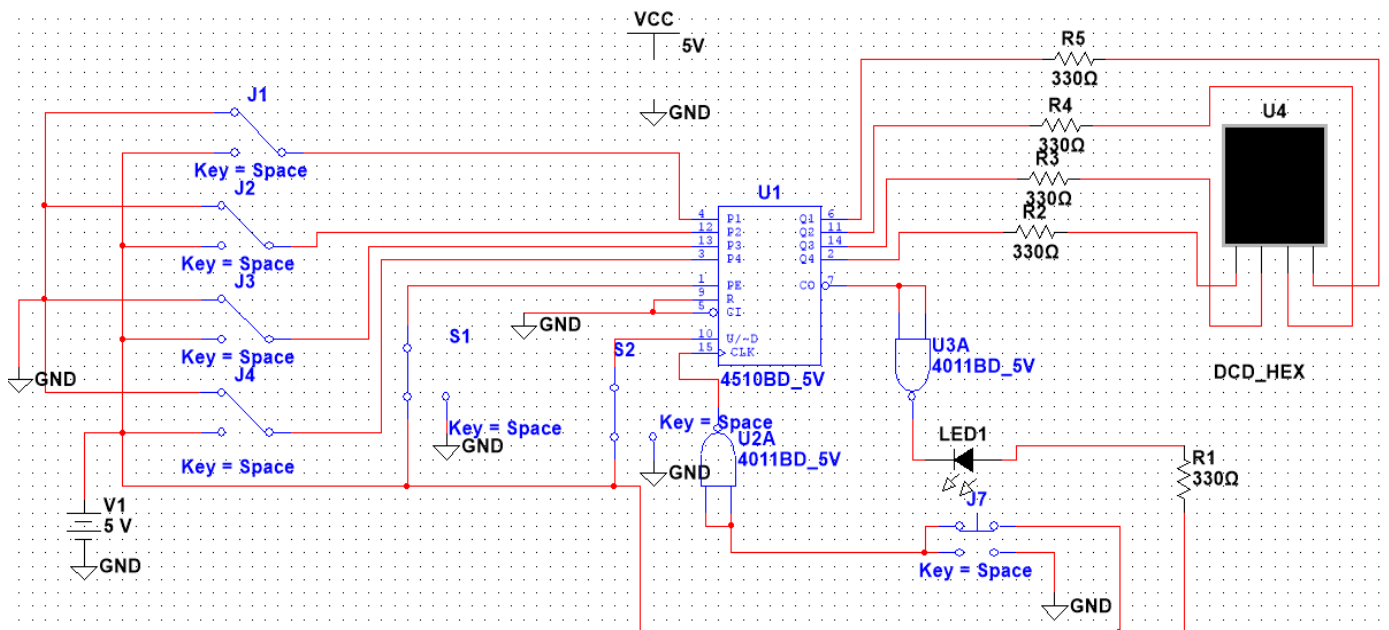 VCC
5V
GND
R5
330Ω
R4
330Ω
R3
330Ω
R2
330Ω
U4
DCD_HEX
J1
Key = Space
J2
Key = Space
J3
Key = Space
J4
Key = Space
GND
V1
5 V
GND
S1
Key = Space
GND
S2
Key = Space
GND
GND
U1
4 P1
12 P2
13 P3
3 P4
1 PE
9 R
5 CI
10 U/~D
15 CLK
Q1 6
Q2 11
Q3 14
Q4 2
CO 7
4510BD_5V
U2A
4011BD_5V
U3A
4011BD_5V
LED1
R1
330Ω
J7
Key = Space
GND